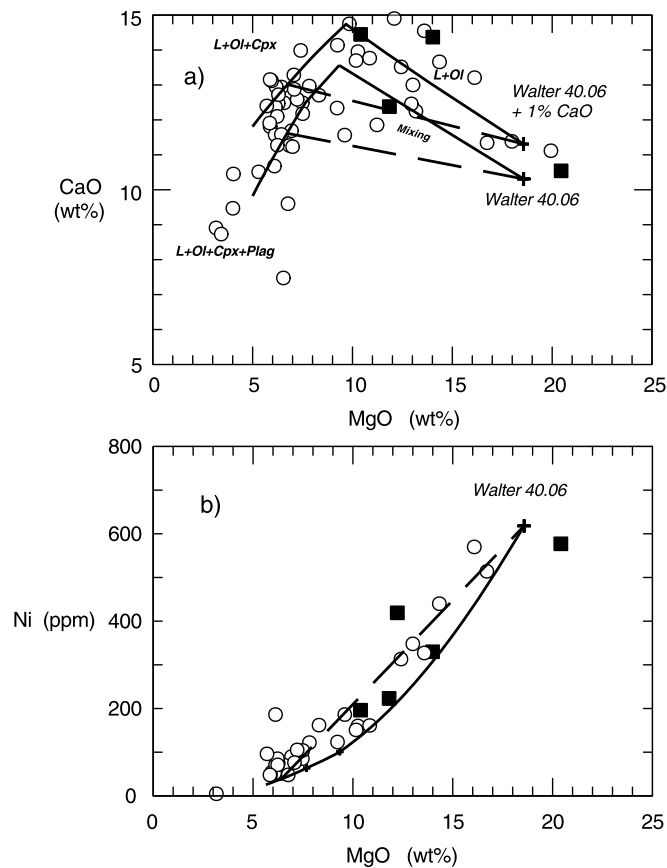 15
L+Ol+Cpx
a)
L+Ol
Walter 40.06
+ 1% CaO
Mixing
CaO
(wt%)
10
Walter 40.06
L+Ol+Cpx+Plag
5
0 5 10 15 20 25
MgO (wt%)
800
b)
Walter 40.06
600
Ni (ppm)
400
200
0
0 5 10 15 20 25
MgO (wt%)